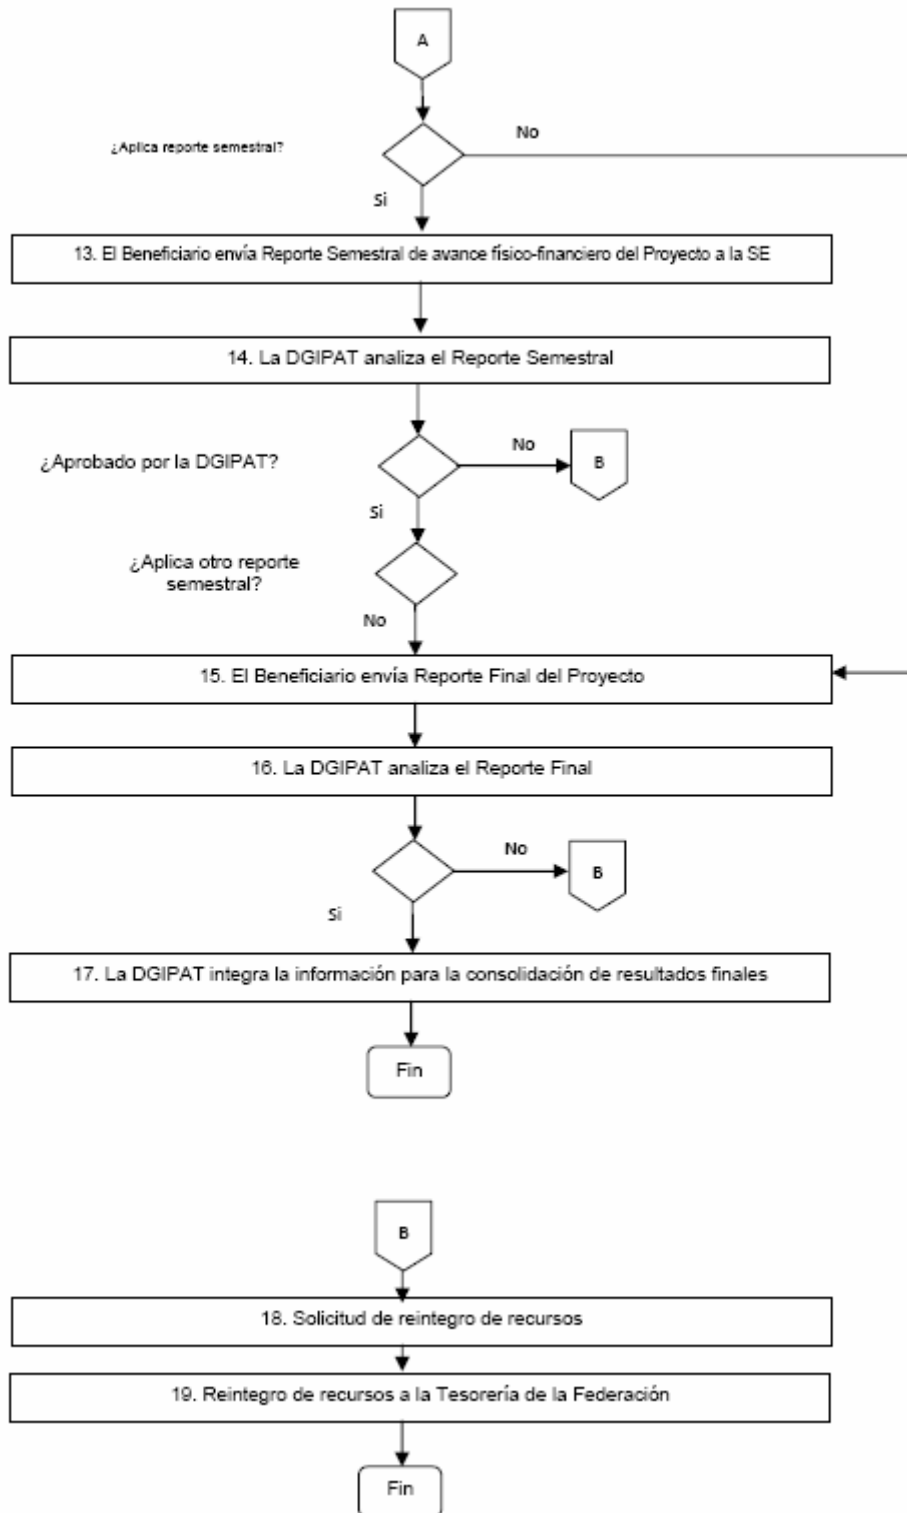 A
¿Aplica reporte semestral?
No
Si
13. El Beneficiario envía Reporte Semestral de avance físico-financiero del Proyecto a la SE
14. La DGIPAT analiza el Reporte Semestral
¿Aprobado por la DGIPAT?
No
B
Si
¿Aplica otro reporte
semestral?
No
15. El Beneficiario envía Reporte Final del Proyecto
16. La DGIPAT analiza el Reporte Final
No
B
Si
17. La DGIPAT integra la información para la consolidación de resultados finales
Fin
B
18. Solicitud de reintegro de recursos
19. Reintegro de recursos a la Tesorería de la Federación
Fin